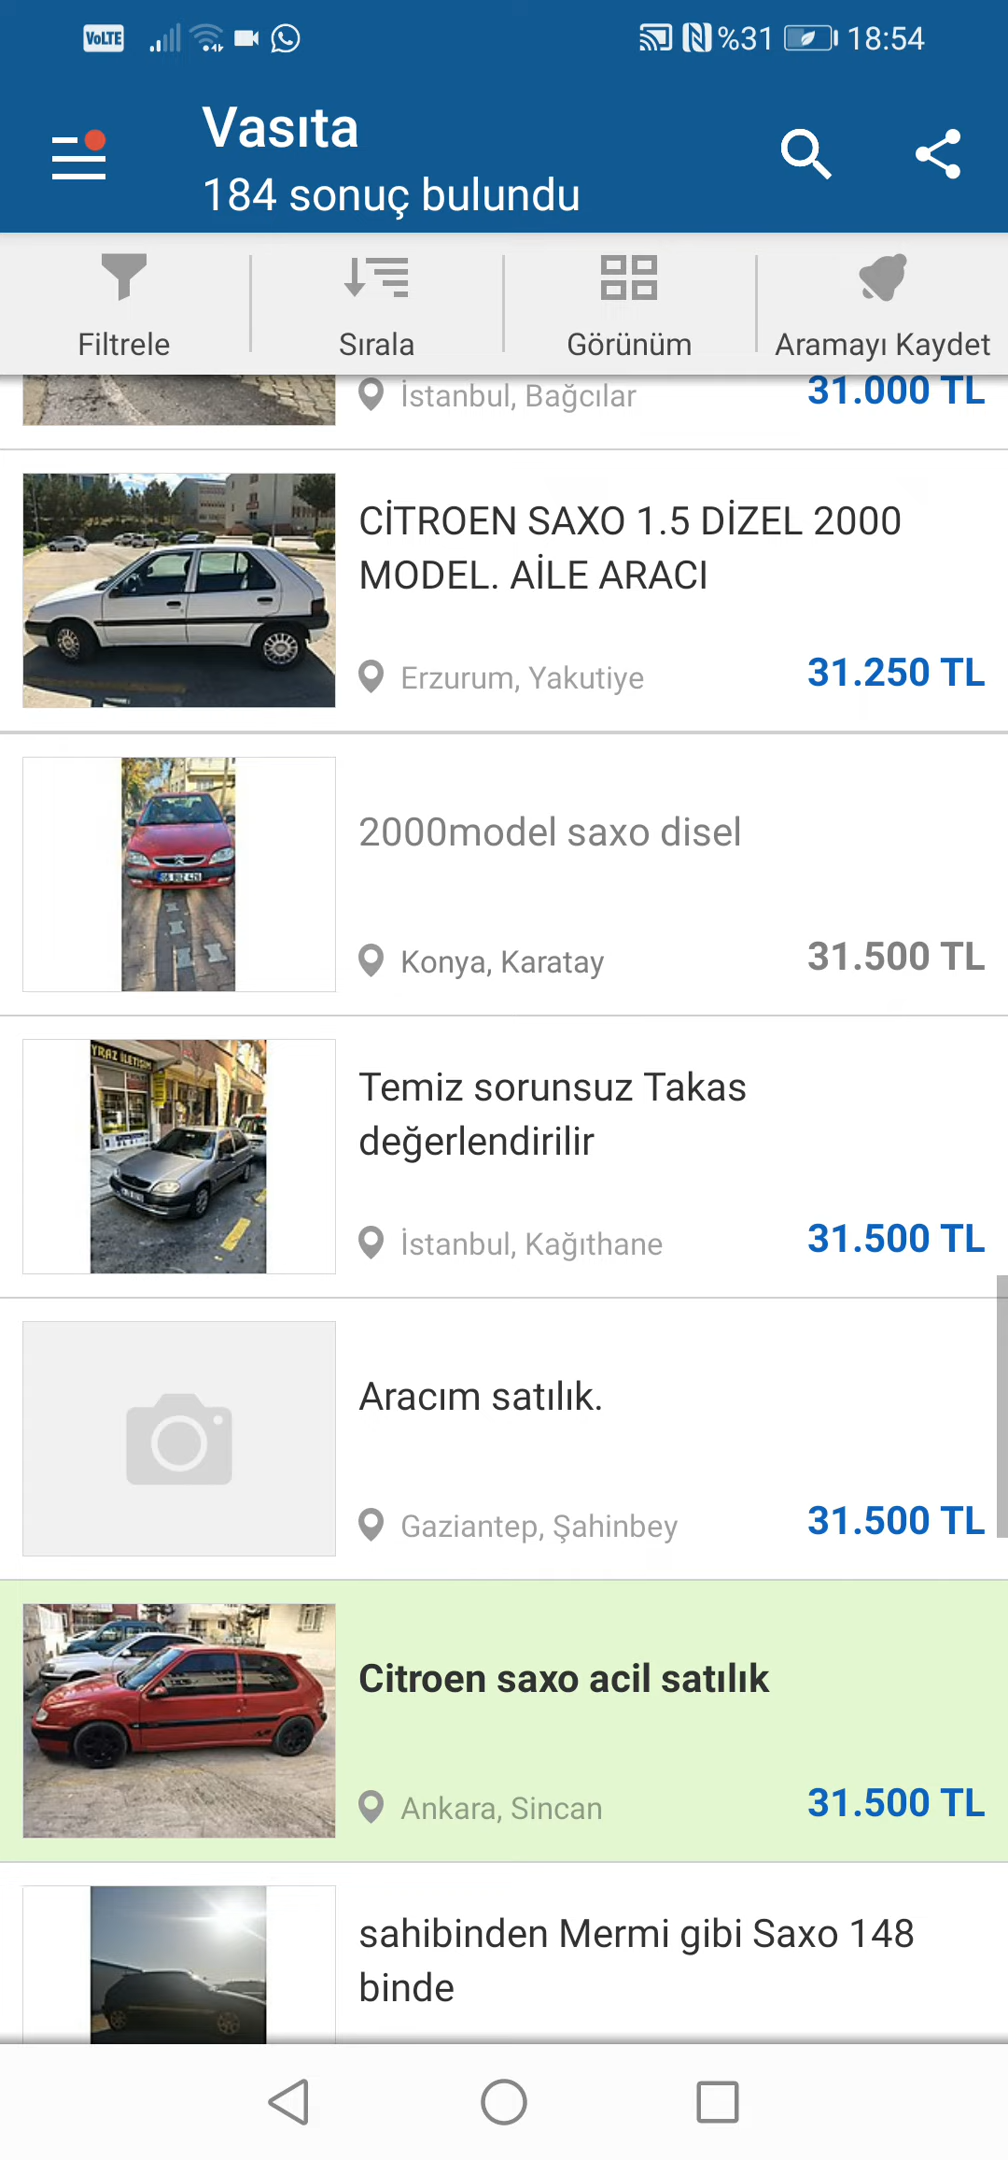 VoLTE %31 18:54
Vasıta
184 sonuç bulundu
Filtrele Sırala Görünüm Aramayı Kaydet
İstanbul, Bağcılar 31.000 TL
CİTROEN SAXO 1.5 DİZEL 2000
MODEL. AİLE ARACI
Erzurum, Yakutiye 31.250 TL
2000model saxo disel
Konya, Karatay 31.500 TL
YRAZ İLETİŞİM
Temiz sorunsuz Takas
değerlendirilir
İstanbul, Kağıthane 31.500 TL
Aracım satılık.
Gaziantep, Şahinbey 31.500 TL
Citroen saxo acil satılık
Ankara, Sincan 31.500 TL
sahibinden Mermi gibi Saxo 148
binde